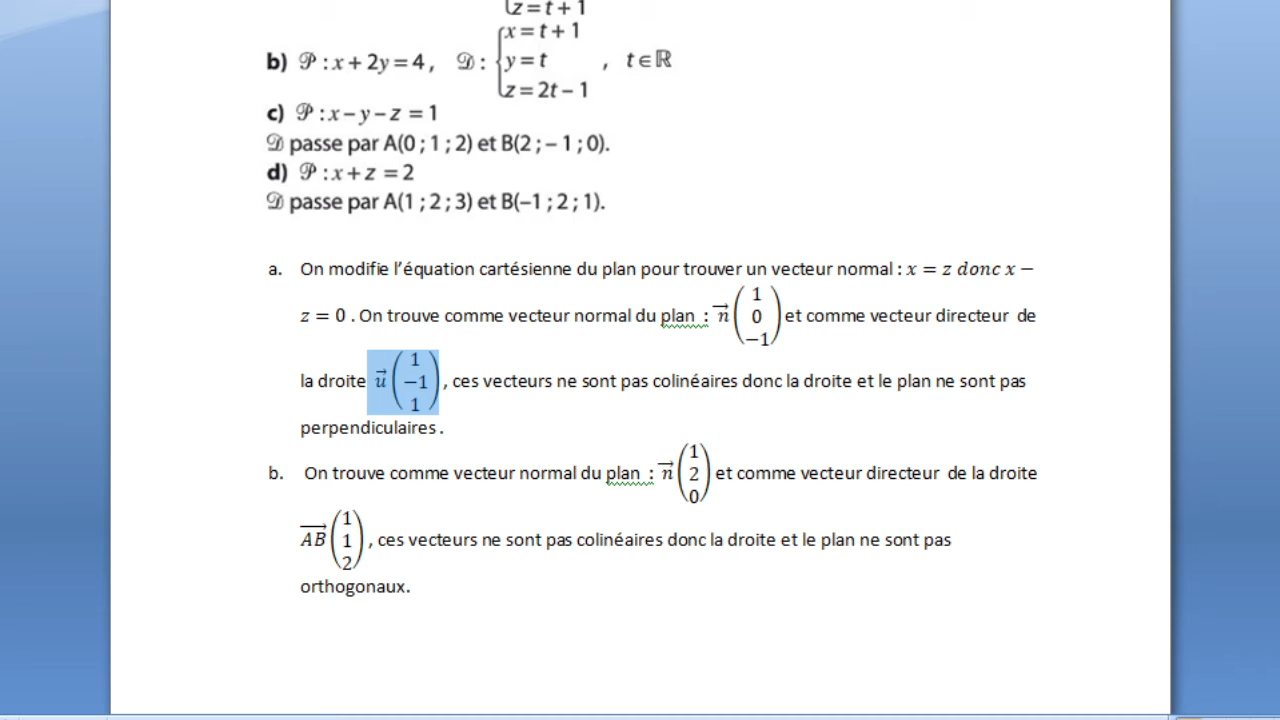 z = t + 1
b) 𝒫 : x + 2y = 4, 𝒟 : { x = t + 1
y = t , t ∈ ℝ
z = 2t − 1
c) 𝒫 : x − y − z = 1
𝒟 passe par A(0 ; 1 ; 2) et B(2 ; − 1 ; 0).
d) 𝒫 : x + z = 2
𝒟 passe par A(1 ; 2 ; 3) et B(−1 ; 2 ; 1).
a. On modifie l’équation cartésienne du plan pour trouver un vecteur normal : x = z donc x −
z = 0 . On trouve comme vecteur normal du plan : n⃗ (1 0 −1) et comme vecteur directeur de
la droite u⃗ (1 −1 1) , ces vecteurs ne sont pas colinéaires donc la droite et le plan ne sont pas
perpendiculaires .
b. On trouve comme vecteur normal du plan : n⃗ (1 2 0) et comme vecteur directeur de la droite
AB⃗ (1 1 2) , ces vecteurs ne sont pas colinéaires donc la droite et le plan ne sont pas
orthogonaux.